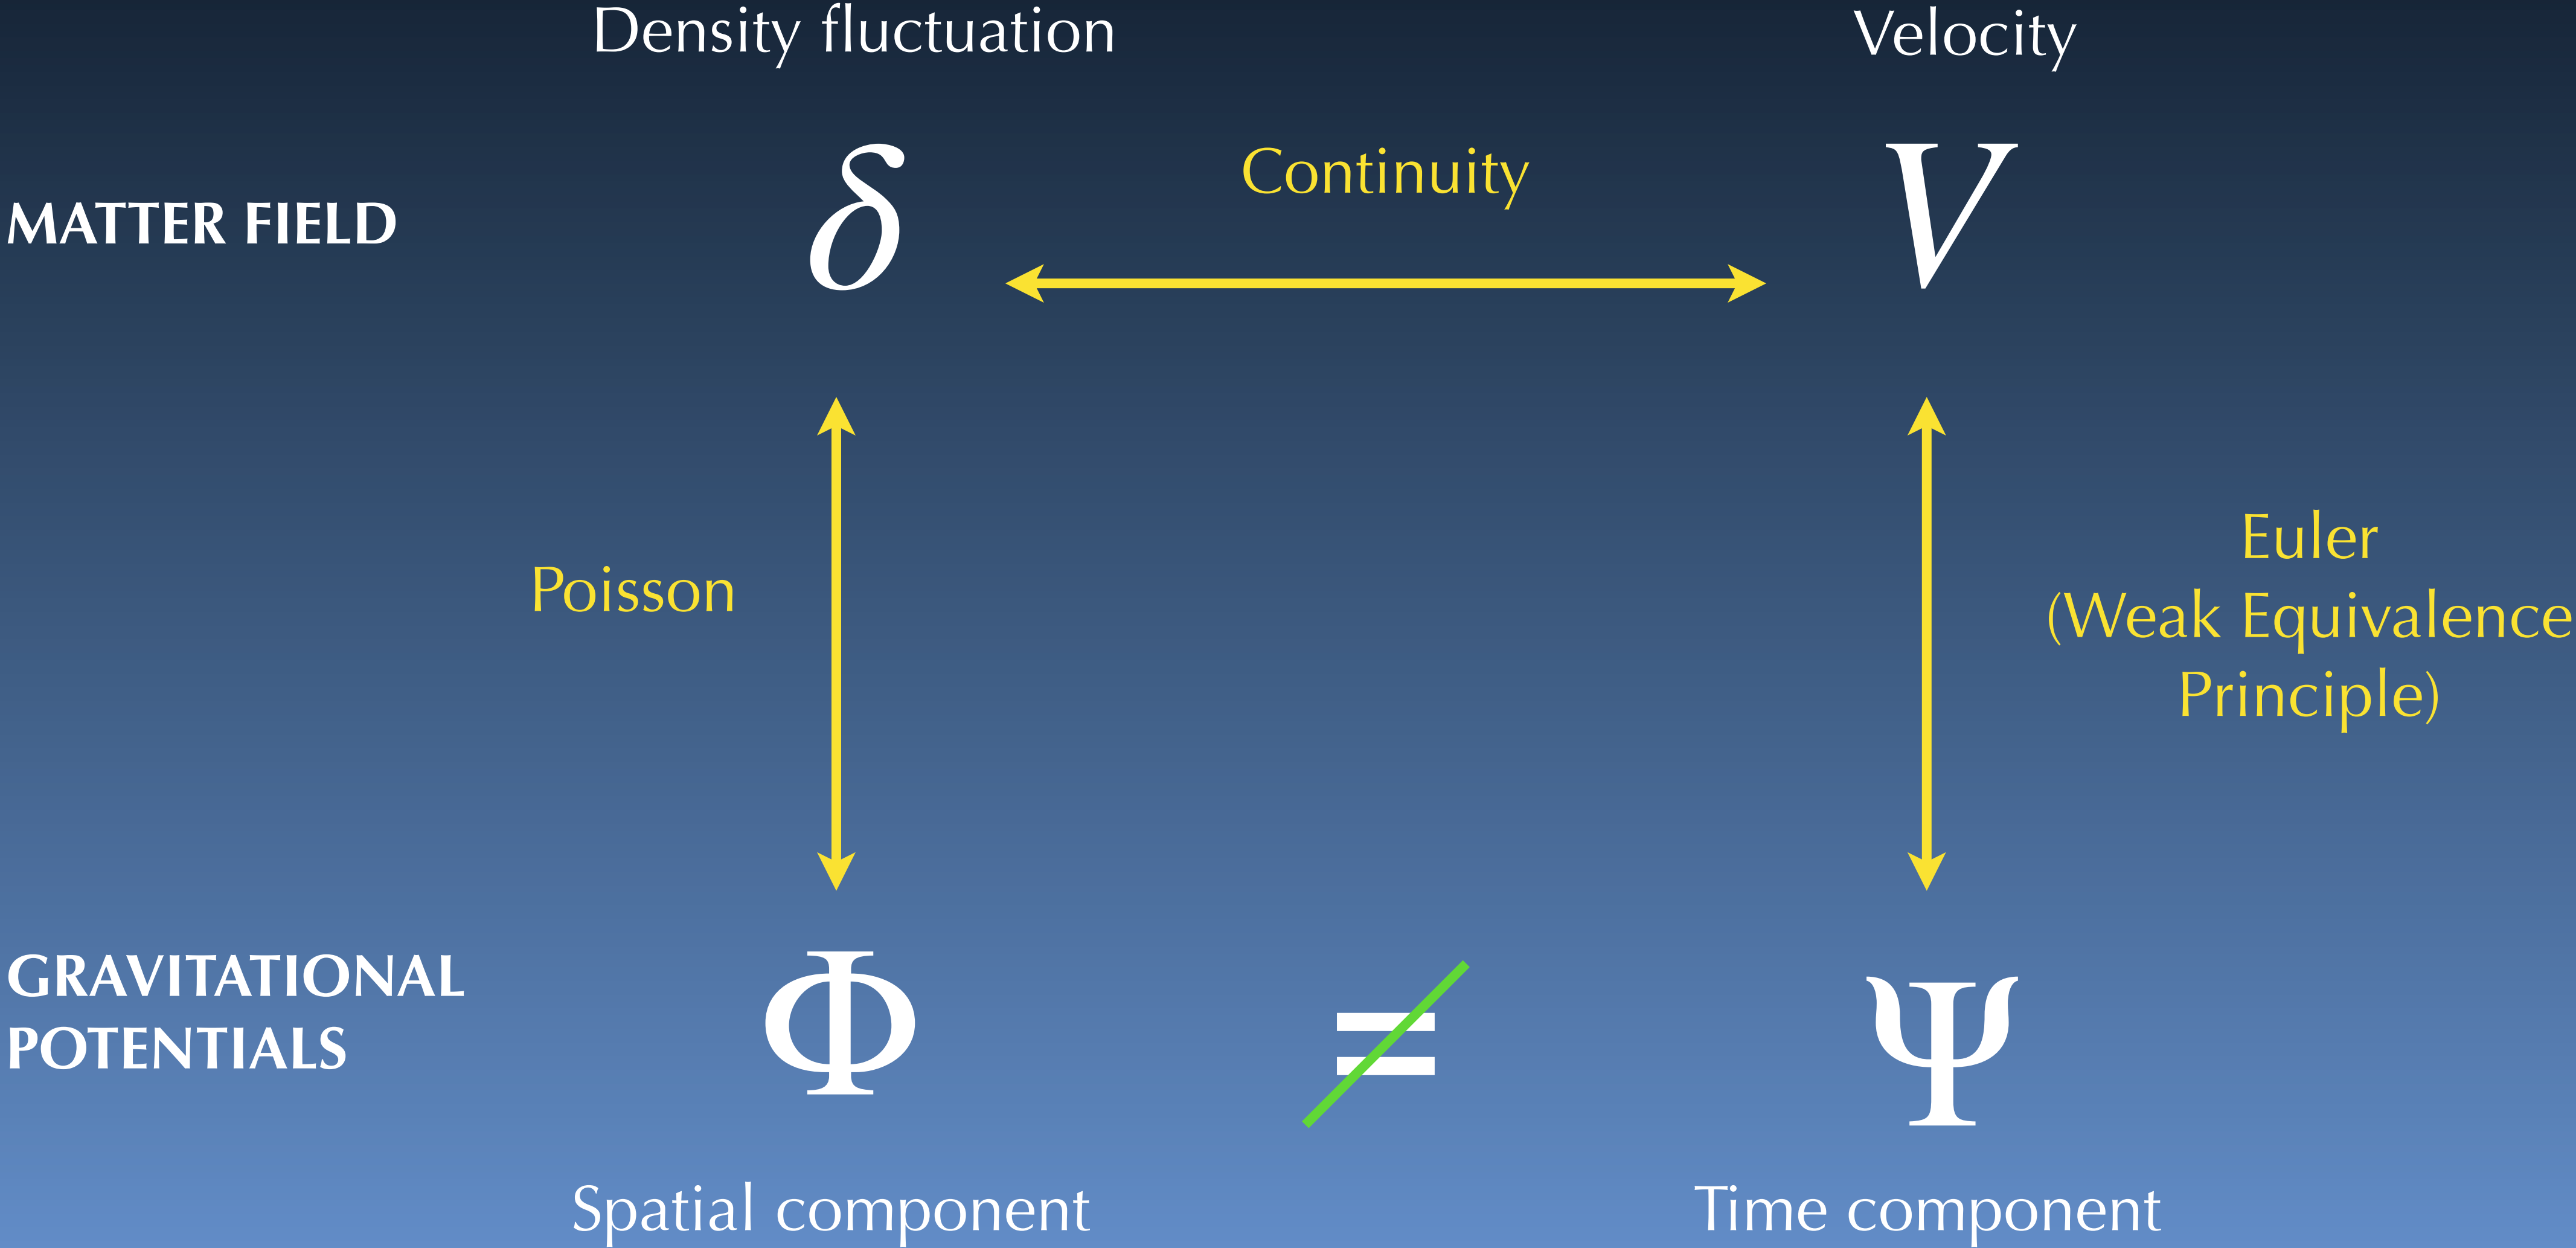 Density fluctuation
Velocity
MATTER FIELD
δ
Continuity
V
Poisson
Euler
(Weak Equivalence
Principle)
GRAVITATIONAL
POTENTIALS
Φ
≠
Ψ
Spatial component
Time component